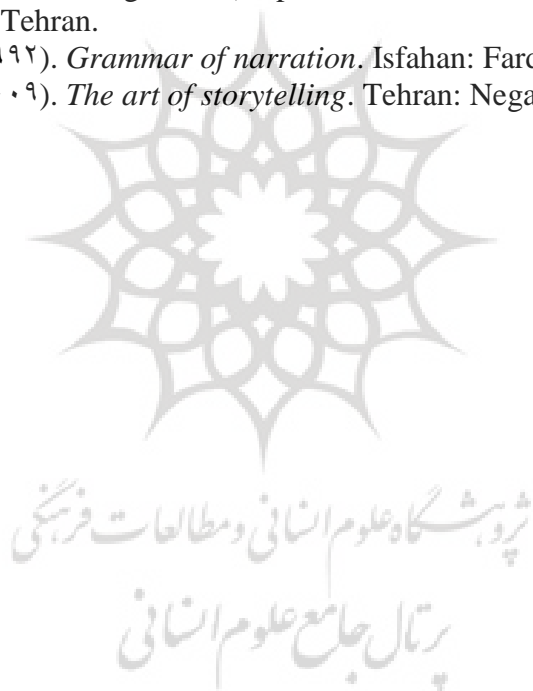 Tehran.
۹۲). Grammar of narration. Isfahan: Fard
۰۹). The art of storytelling. Tehran: Nega
پژوهشگاه علوم انسانی و مطالعات فرهنگی
پرتال جامع علوم انسانی